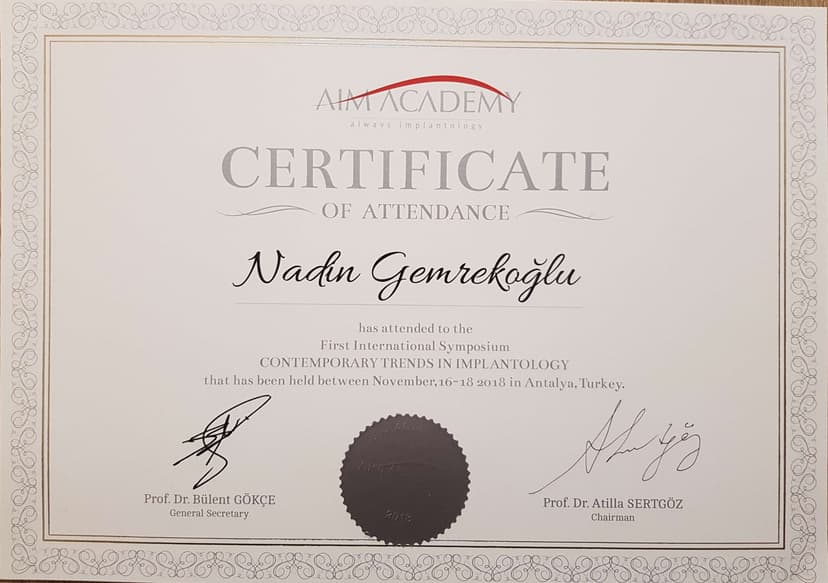 AIM ACADEMY
always implantology
CERTIFICATE
OF ATTENDANCE
Nadin Gemrekoğlu
has attended to the
First International Symposium
CONTEMPORARY TRENDS IN IMPLANTOLOGY
that has been held between November, 16-18 2018 in Antalya, Turkey.
2018
Prof. Dr. Bülent GÖKÇE
General Secretary
Prof. Dr. Atilla SERTGÖZ
Chairman